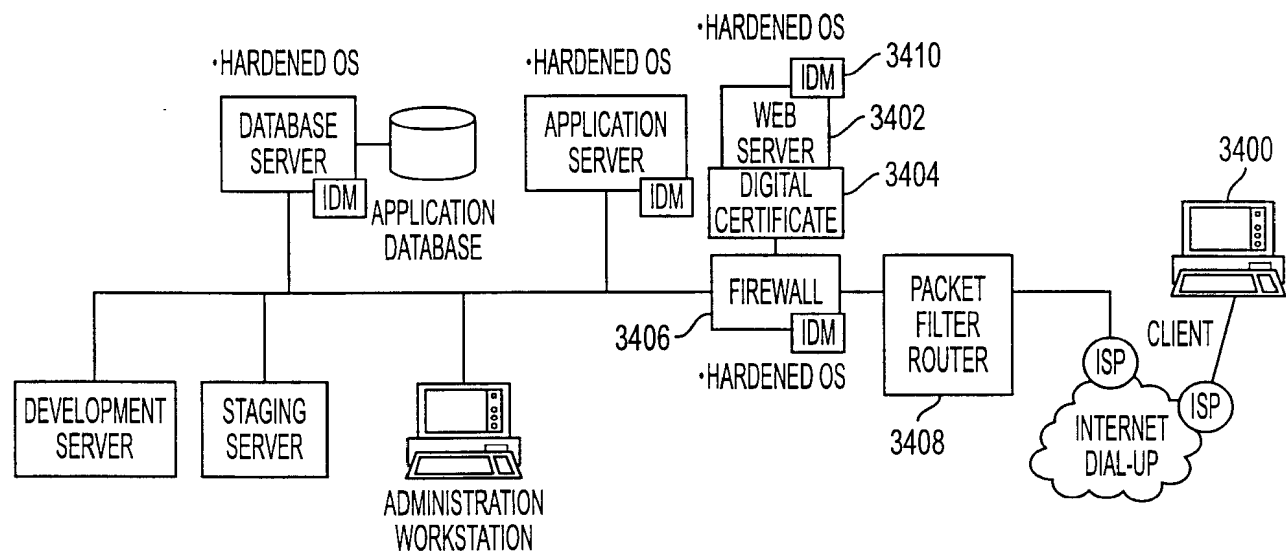 •HARDENED OS
DATABASE
SERVER
IDM
APPLICATION
DATABASE
•HARDENED OS
APPLICATION
SERVER
IDM
•HARDENED OS
IDM
3410
WEB
SERVER
3402
DIGITAL
CERTIFICATE
3404
FIREWALL
3406
IDM
•HARDENED OS
PACKET
FILTER
ROUTER
3408
3400
CLIENT
ISP
ISP
INTERNET
DIAL-UP
DEVELOPMENT
SERVER
STAGING
SERVER
ADMINISTRATION
WORKSTATION